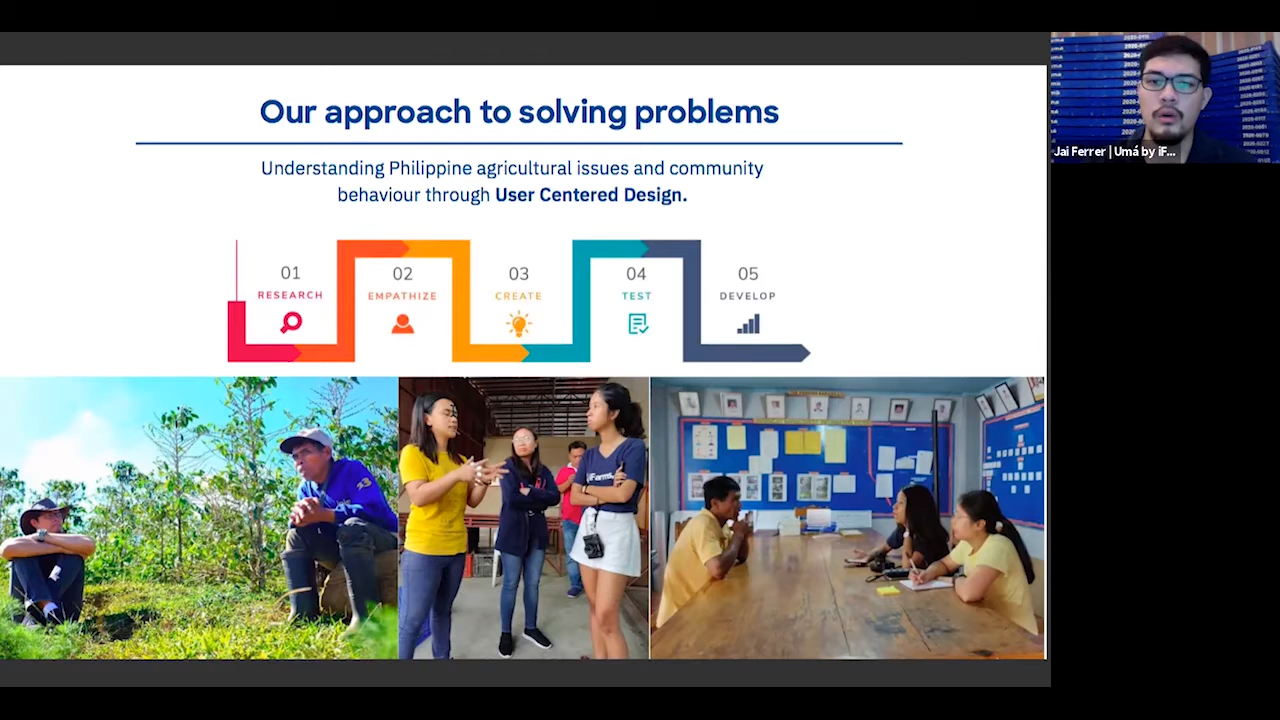 Our approach to solving problems
Understanding Philippine agricultural issues and community
behaviour through User Centered Design.
01
RESEARCH
02
EMPATHIZE
03
CREATE
04
TEST
05
DEVELOP
iFarms
Jai Ferrer | Umá by iF...